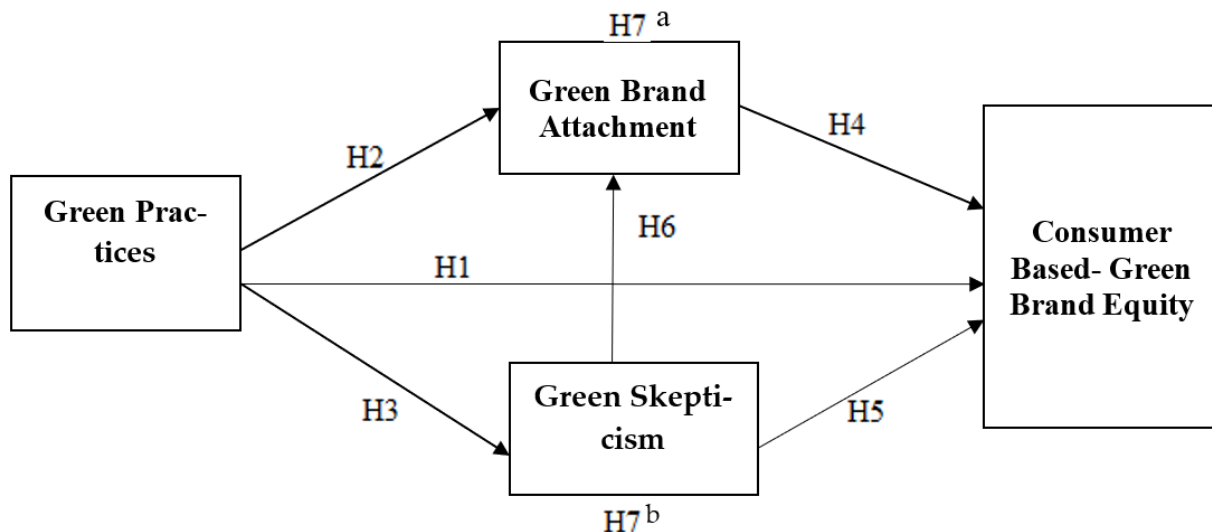 H7 a
Green Brand
Attachment
H4
H2
Green Prac-
tices
H6
Consumer
Based- Green
Brand Equity
H1
Green Skepti-
cism
H3
H5
H7 b